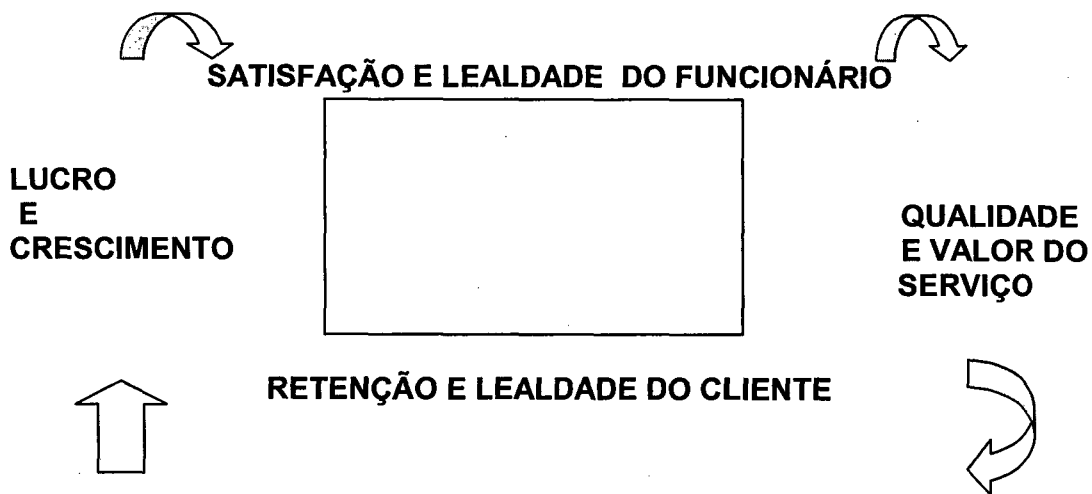 SATISFAÇÃO E LEALDADE DO FUNCIONÁRIO
LUCRO
E
CRESCIMENTO
QUALIDADE
E VALOR DO
SERVIÇO
RETENÇÃO E LEALDADE DO CLIENTE